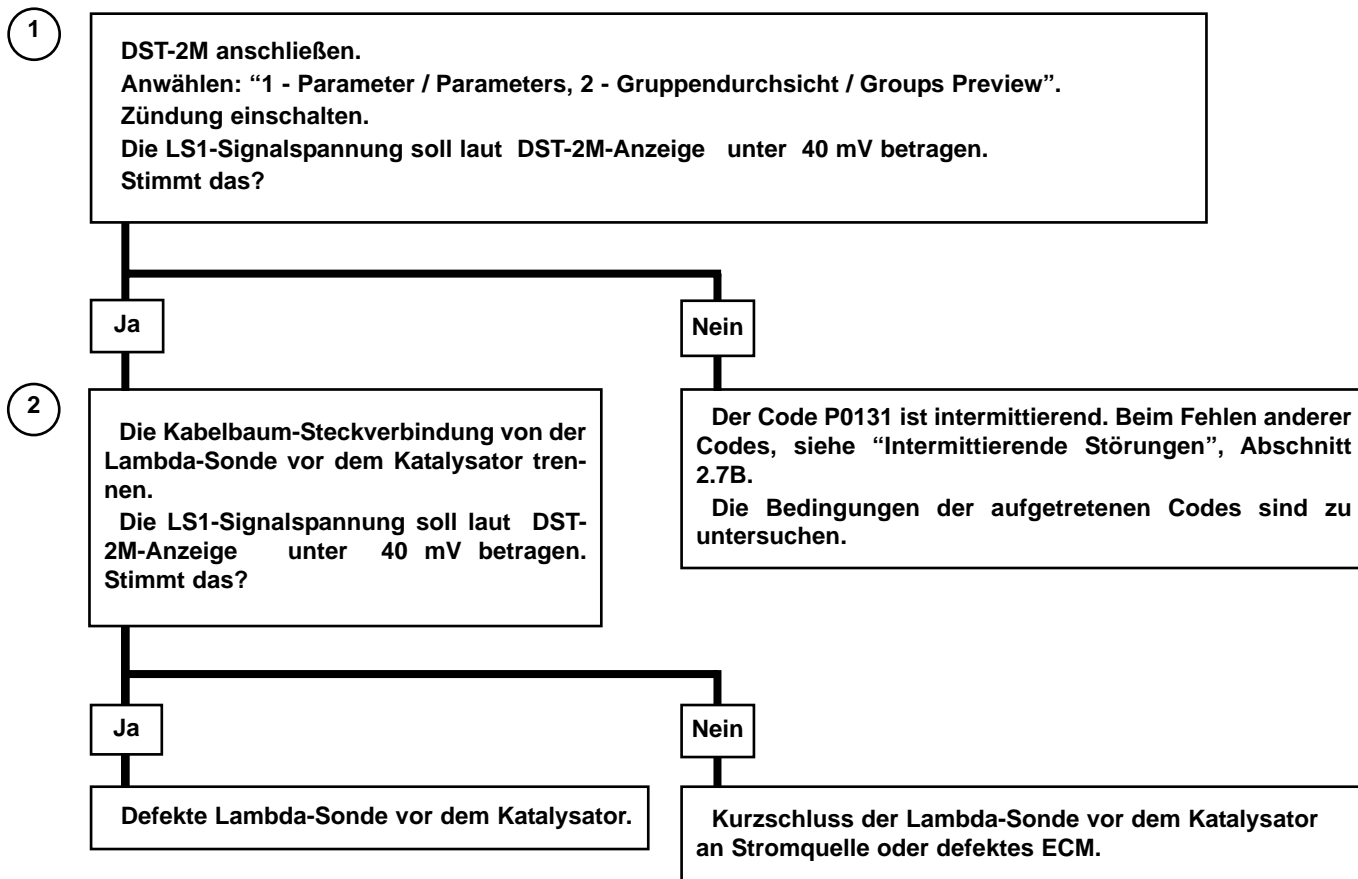 1
DST-2M anschließen.
Anwählen: “1 - Parameter / Parameters, 2 - Gruppendurchsicht / Groups Preview”.
Zündung einschalten.
Die LS1-Signalspannung soll laut DST-2M-Anzeige unter 40 mV betragen.
Stimmt das?
Ja
Nein
2
Die Kabelbaum-Steckverbindung von der
Lambda-Sonde vor dem Katalysator tren-
nen.
Die LS1-Signalspannung soll laut DST-
2M-Anzeige unter 40 mV betragen.
Stimmt das?
Der Code P0131 ist intermittierend. Beim Fehlen anderer
Codes, siehe “Intermittierende Störungen”, Abschnitt
2.7B.
Die Bedingungen der aufgetretenen Codes sind zu
untersuchen.
Ja
Nein
Defekte Lambda-Sonde vor dem Katalysator.
Kurzschluss der Lambda-Sonde vor dem Katalysator
an Stromquelle oder defektes ECM.